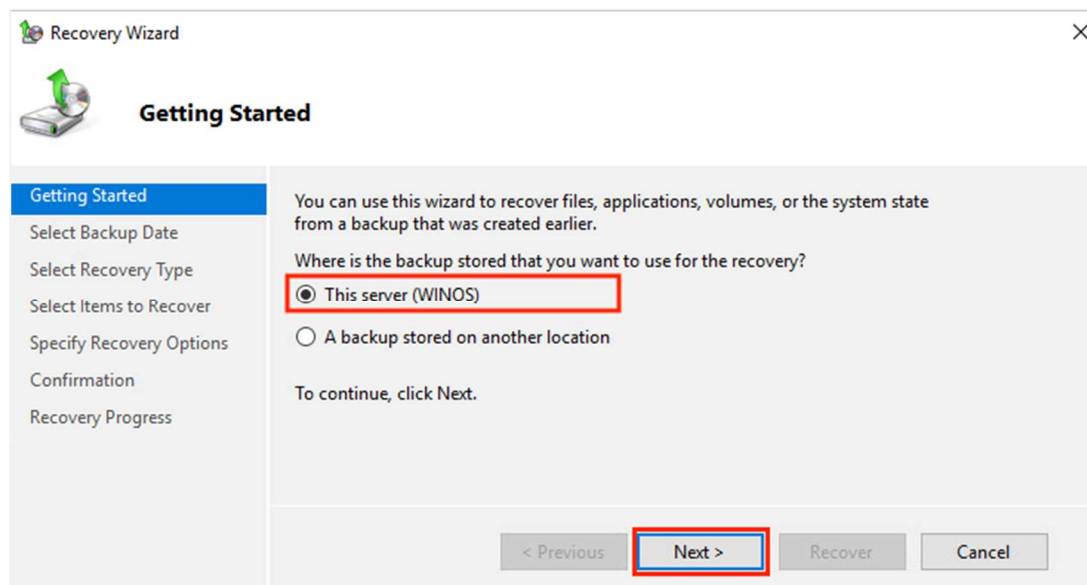 Recovery Wizard
Getting Started
Getting Started
Select Backup Date
Select Recovery Type
Select Items to Recover
Specify Recovery Options
Confirmation
Recovery Progress
You can use this wizard to recover files, applications, volumes, or the system state
from a backup that was created earlier.
Where is the backup stored that you want to use for the recovery?
This server (WINOS)
A backup stored on another location
To continue, click Next.
< Previous
Next >
Recover
Cancel